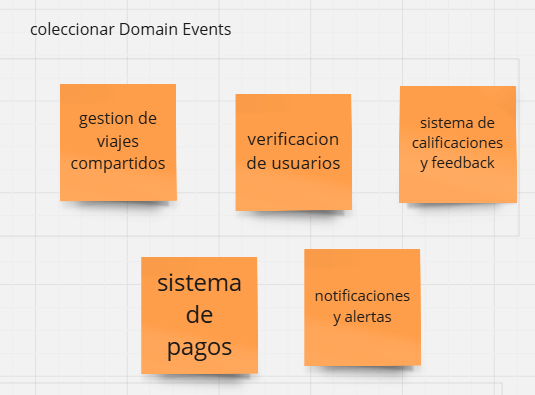 coleccionar Domain Events
gestion de
viajes
compartidos
verificacion
de usuarios
sistema de
calificaciones
y feedback
sistema
de
pagos
notificaciones
y alertas